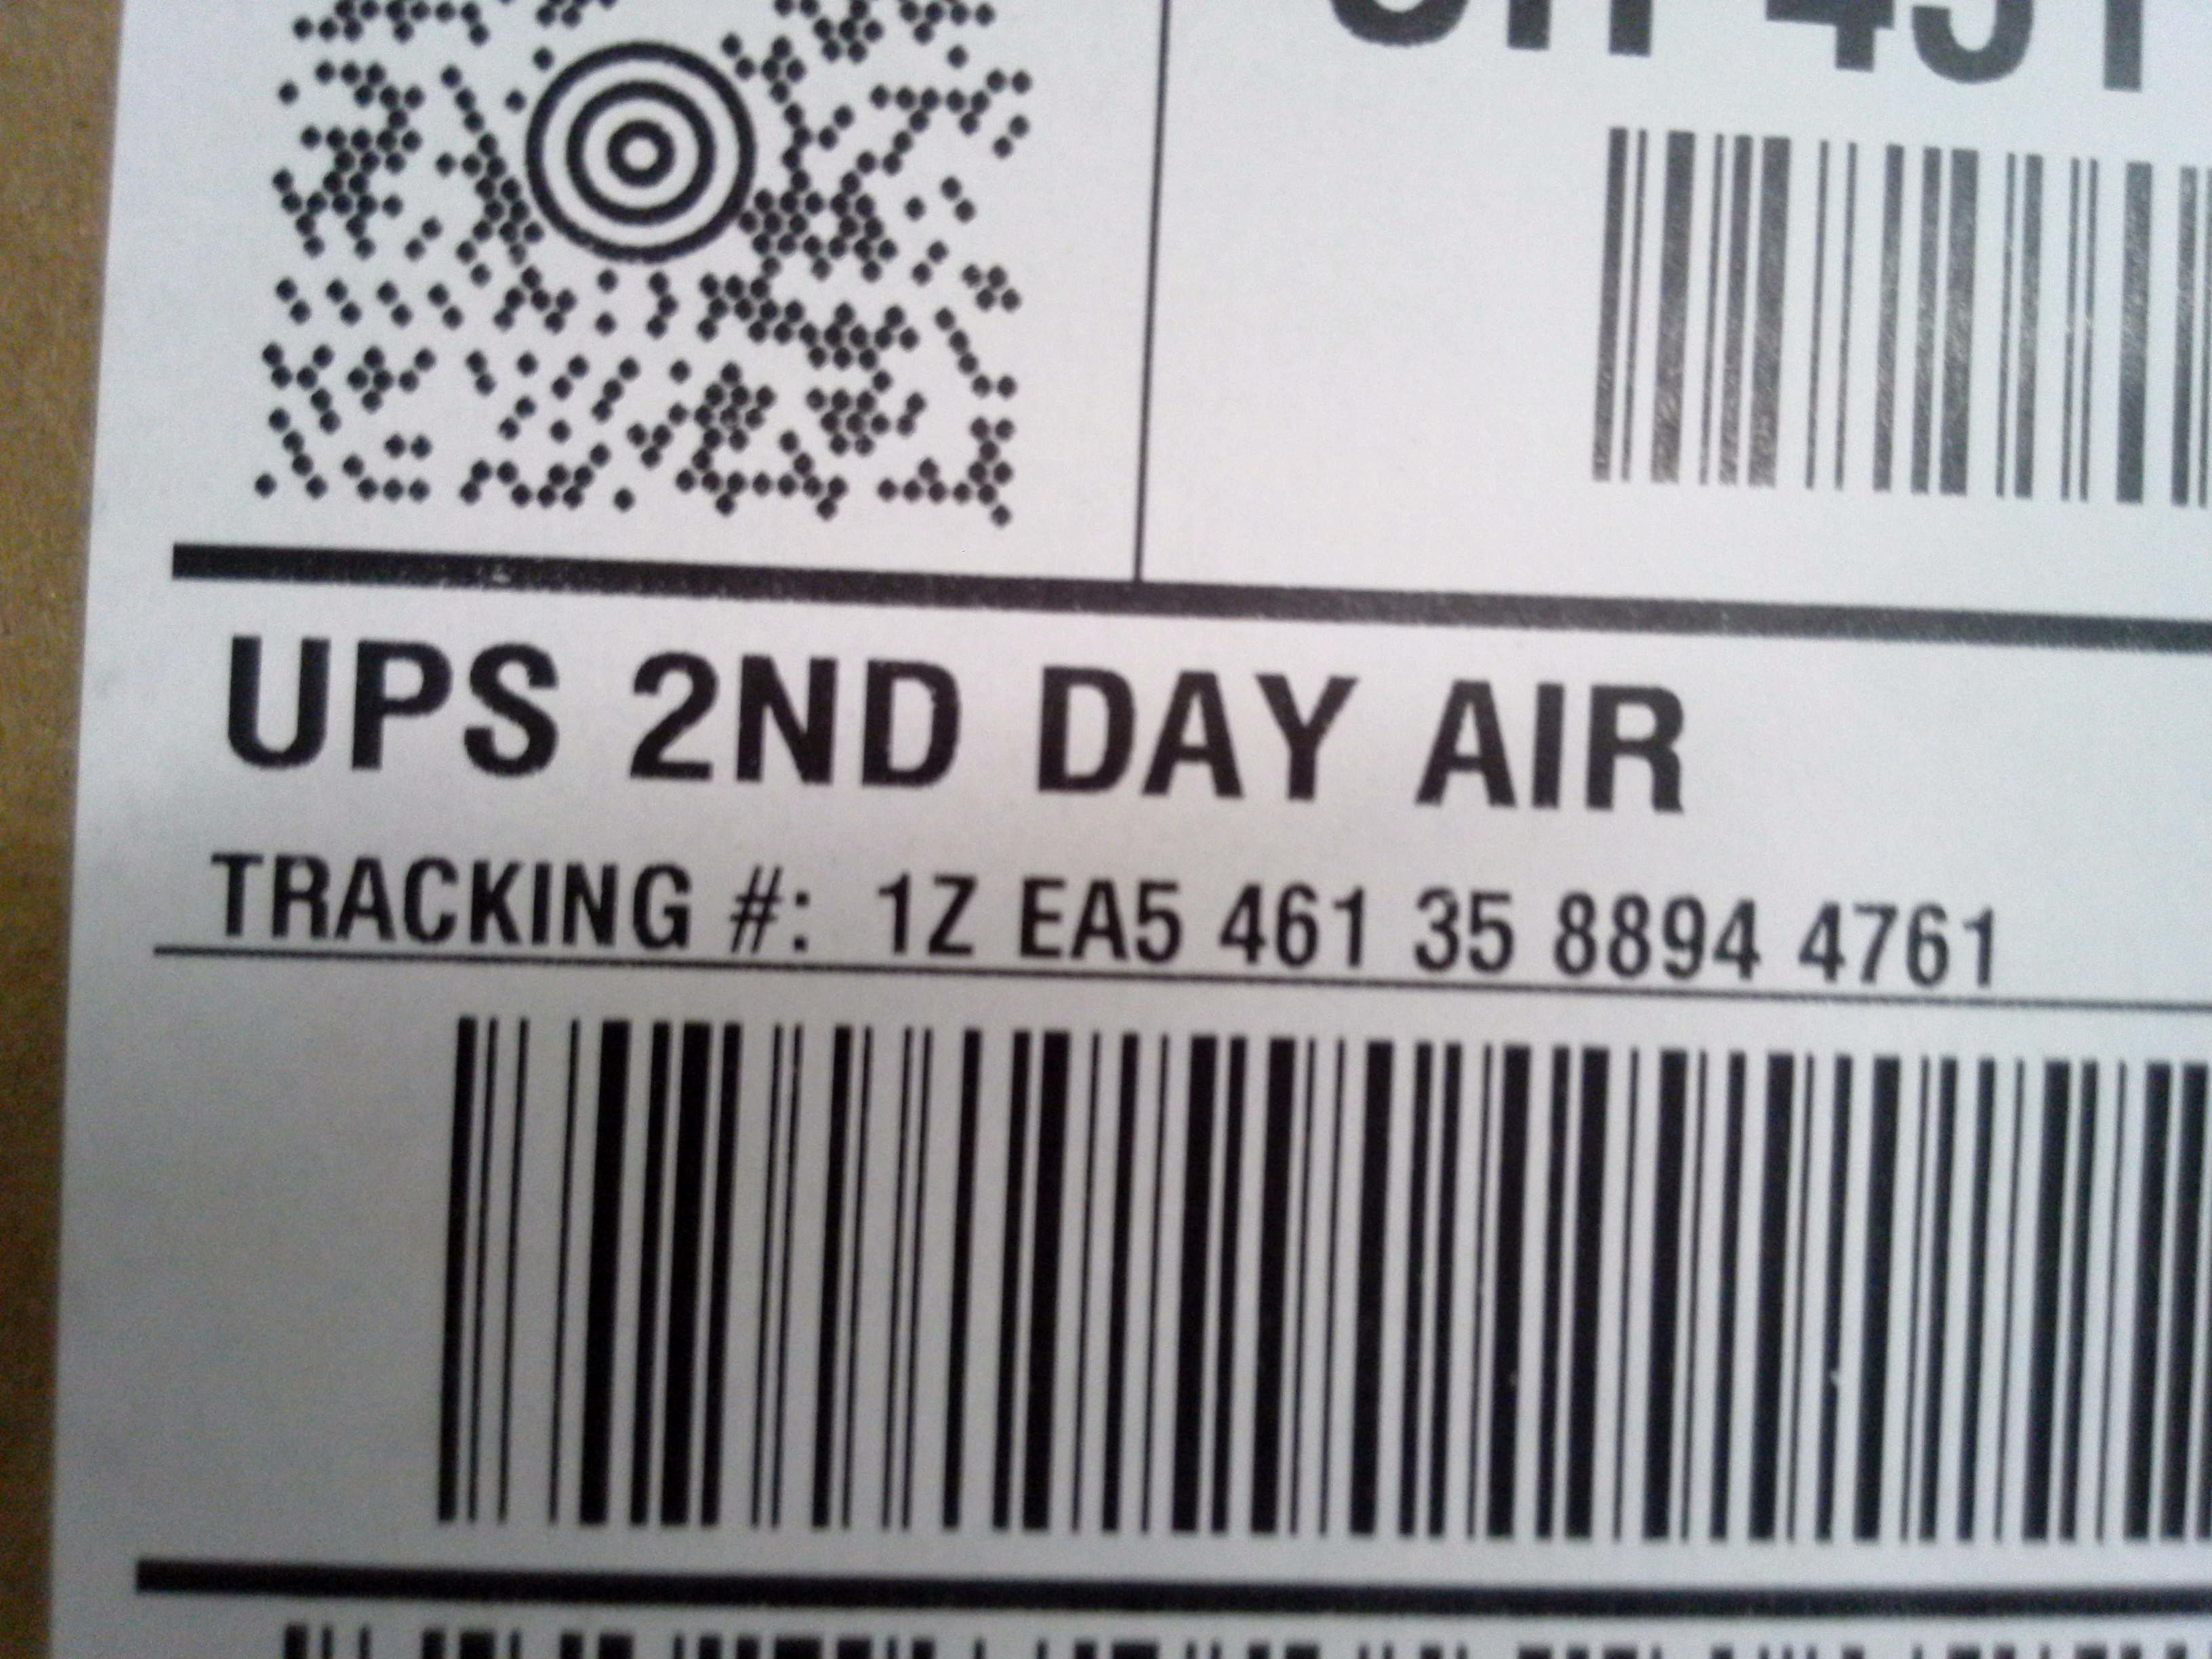 UPS 2ND DAY AIR
TRACKING #: 1Z EA5 461 35 8894 4761